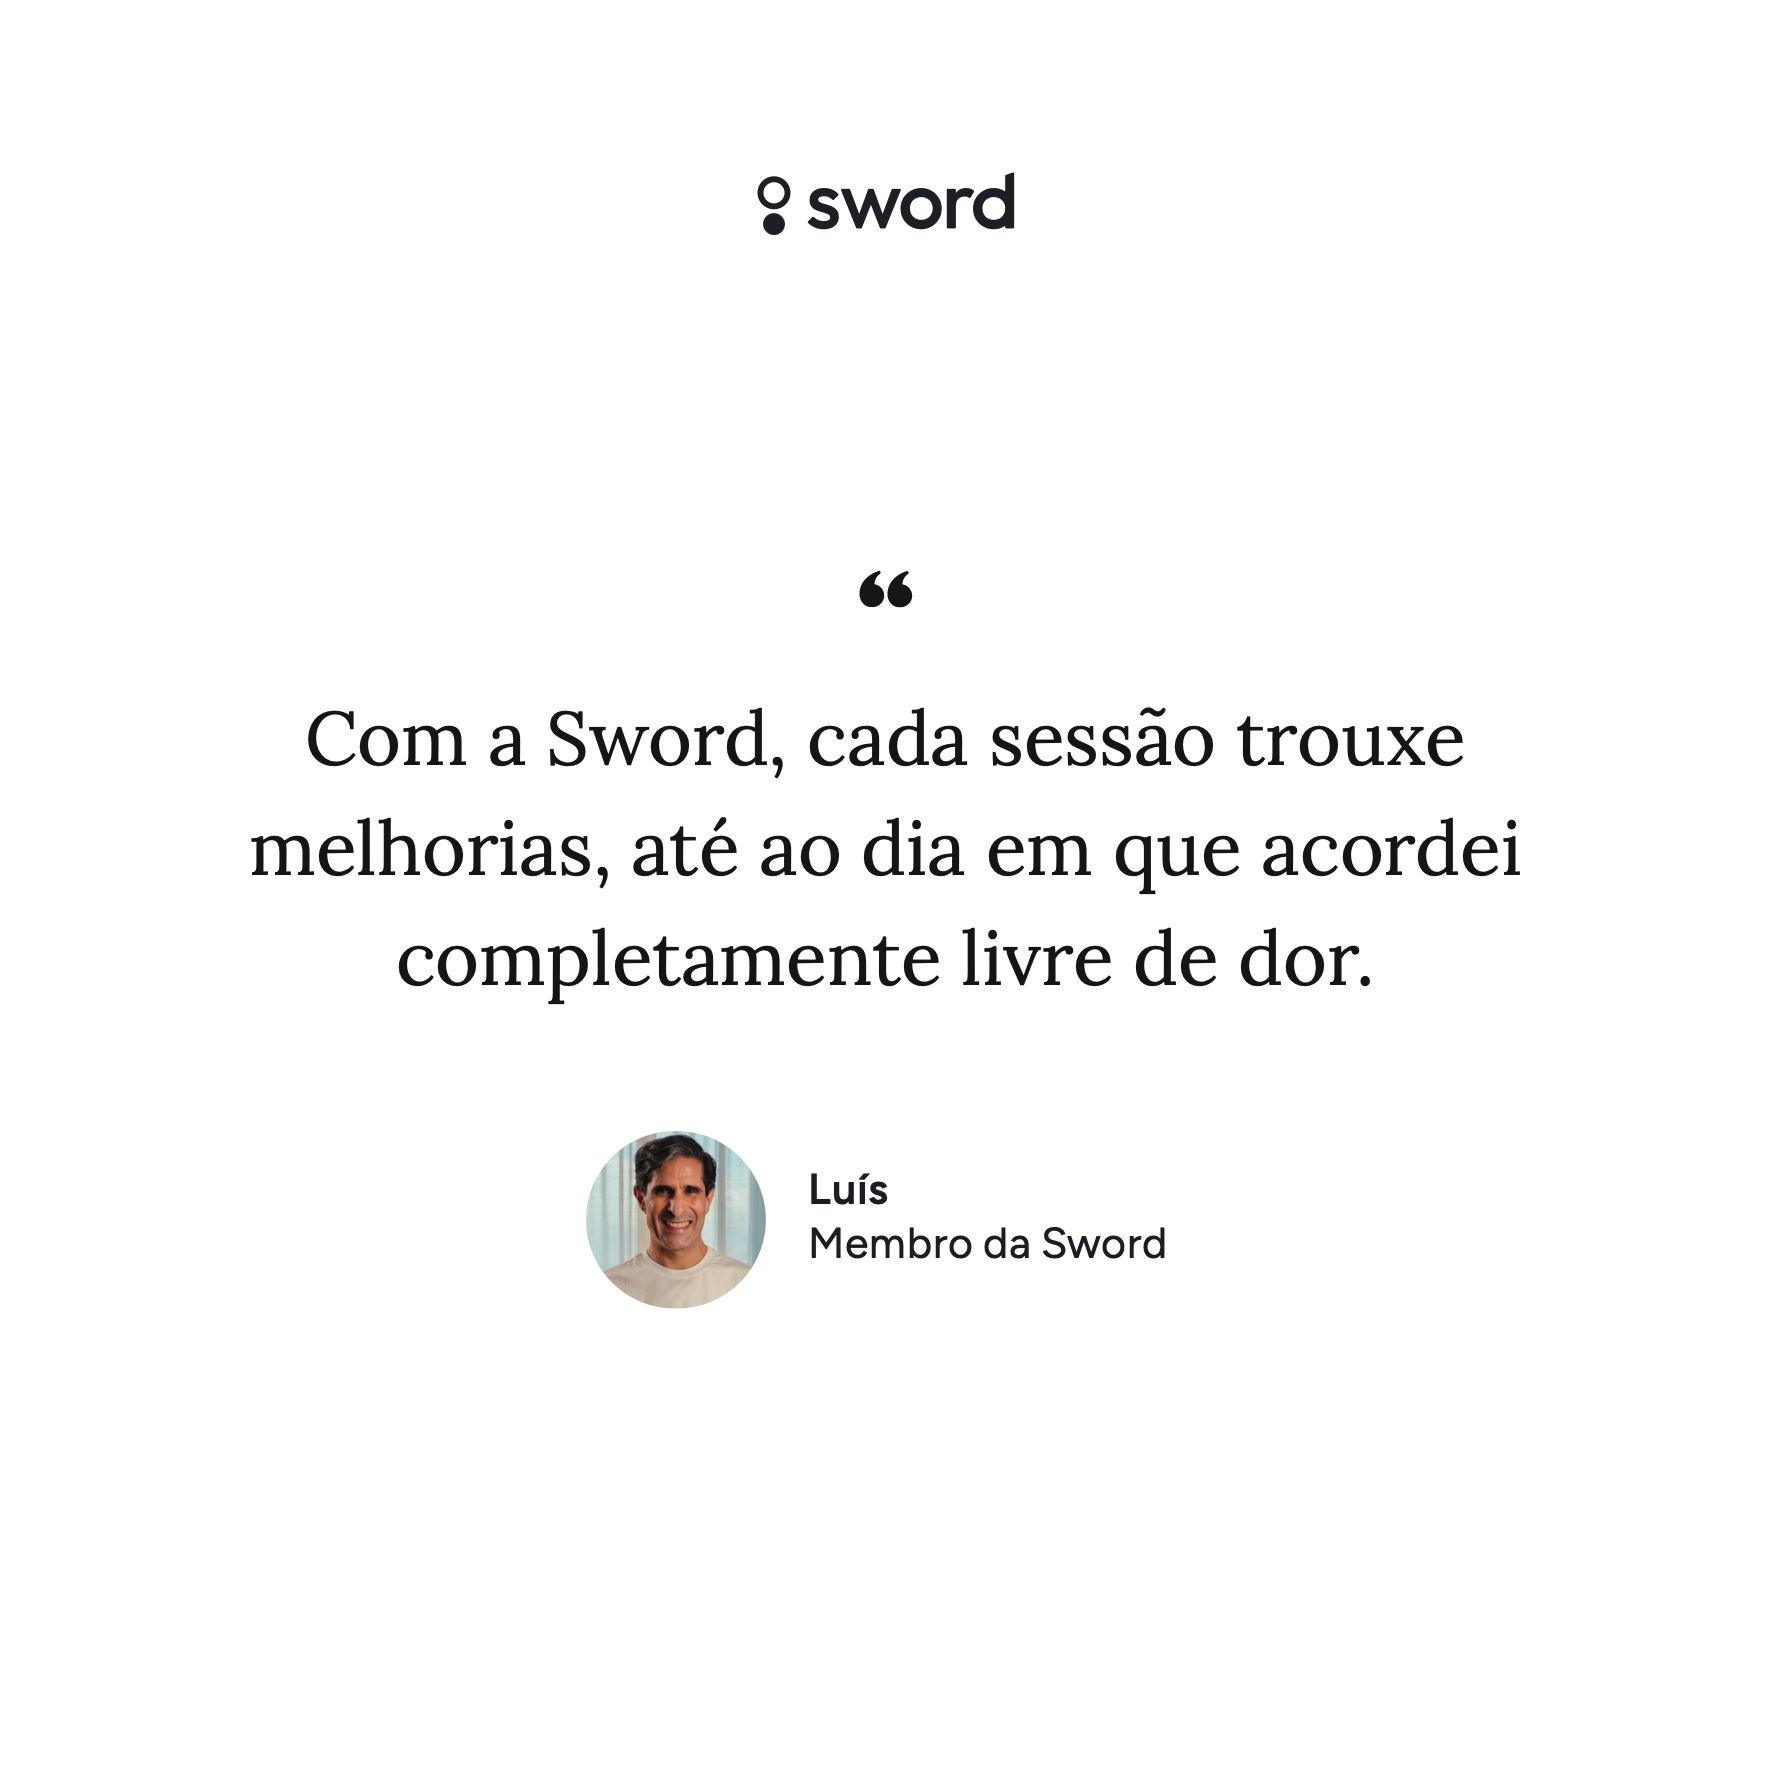 sword
“
Com a Sword, cada sessão trouxe
melhorias, até ao dia em que acordei
completamente livre de dor.
Luís
Membro da Sword